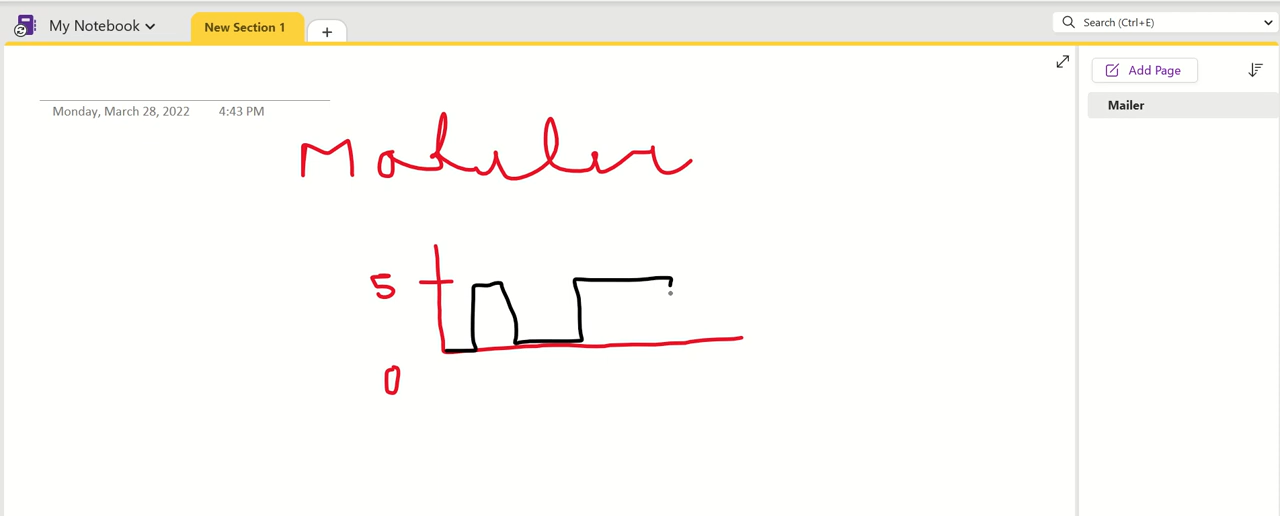 My Notebook
New Section 1
+
Search (Ctrl+E)
Add Page
Mailer
Monday, March 28, 2022 4:43 PM
5
0